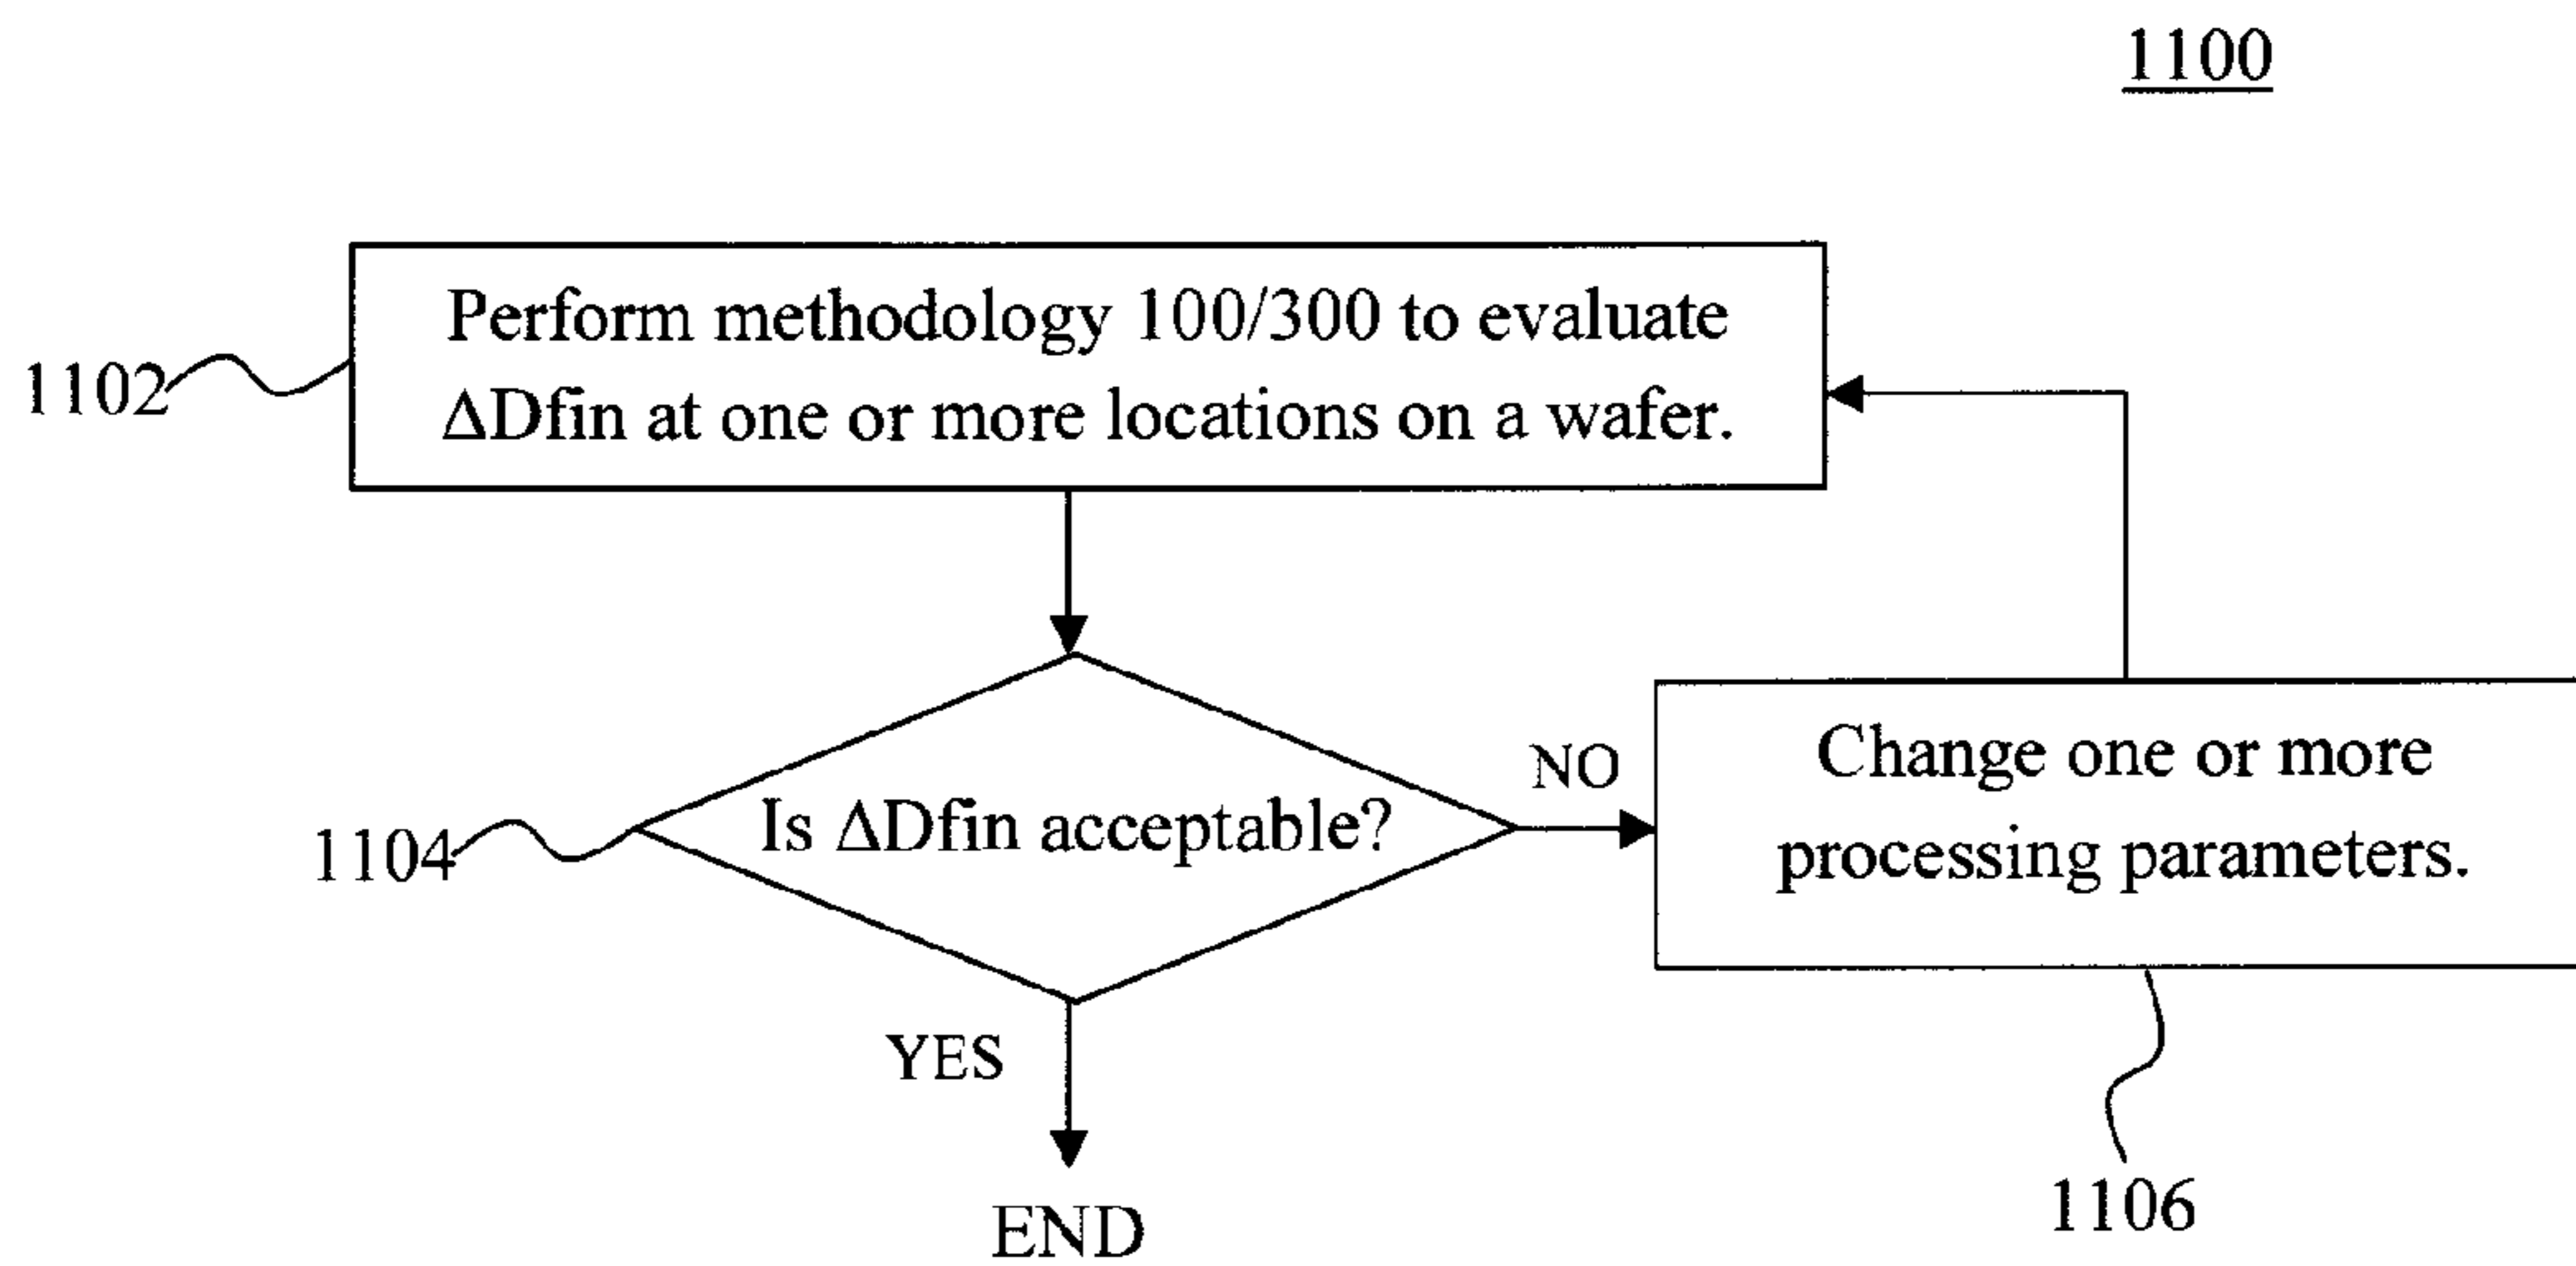 1100
Perform methodology 100/300 to evaluate
ΔDfin at one or more locations on a wafer.
1102
Is ΔDfin acceptable?
1104
NO
Change one or more
processing parameters.
YES
1106
END